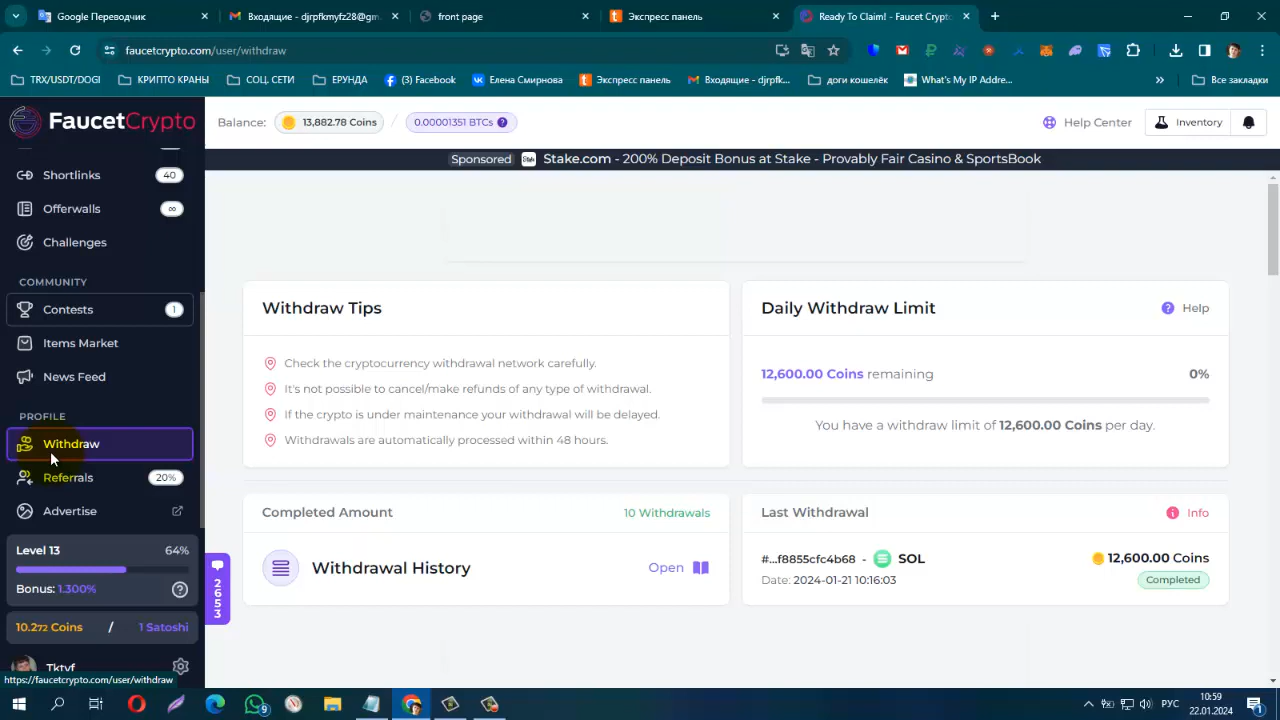 Google Переводчик
Входящие - djrpfkmyfz28@gm
front page
Экспресс панель
Ready To Claim! - Faucet Crypto
faucetcrypto.com/user/withdraw
TRX/USDT/DOGI
КРИПТО КРАНЫ
СОЦ. СЕТИ
ЕРУНДА
(3) Facebook
Елена Смирнова
Экспресс панель
Входящие - djrpfk...
доги кошелёк
What's My IP Addre...
»
Все закладки
FaucetCrypto
Balance:
13,882.78 Coins
/
0.00001351 BTCs
Help Center
Inventory
Sponsored
Stake.com - 200% Deposit Bonus at Stake - Provably Fair Casino & SportsBook
Shortlinks
40
Offerwalls
∞
Challenges
COMMUNITY
Contests
1
Items Market
News Feed
PROFILE
Withdraw
Referrals
20%
Advertise
Level 13
64%
Bonus: 1.300%
10.272 Coins / 1 Satoshi
Tktyf
https://faucetcrypto.com/user/withdraw
2653
Withdraw Tips
Check the cryptocurrency withdrawal network carefully.
It's not possible to cancel/make refunds of any type of withdrawal.
If the crypto is under maintenance your withdrawal will be delayed.
Withdrawals are automatically processed within 48 hours.
Daily Withdraw Limit
Help
12,600.00 Coins remaining
0%
You have a withdraw limit of 12,600.00 Coins per day.
Completed Amount
10 Withdrawals
Withdrawal History
Open
Last Withdrawal
Info
#...f8855cfc4b68 - SOL
12,600.00 Coins
Date: 2024-01-21 10:16:03
Completed
9
РУС
10:59
22.01.2024
1